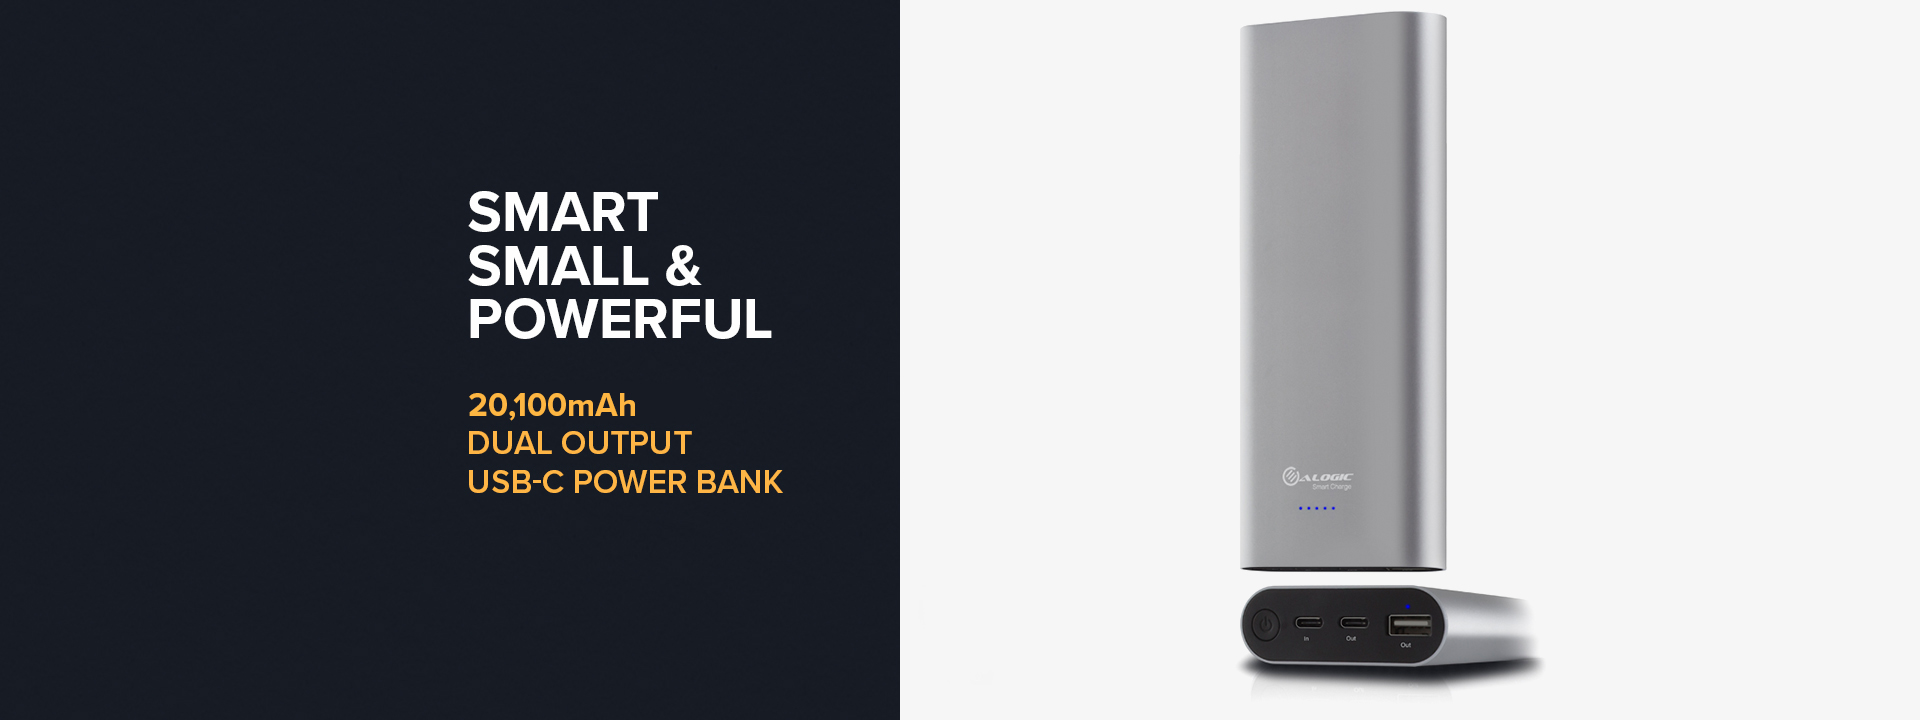 SMART
SMALL &
POWERFUL
20,100mAh
DUAL OUTPUT
USB-C POWER BANK
ALOGIC
Smart Charge
In
Out
Out